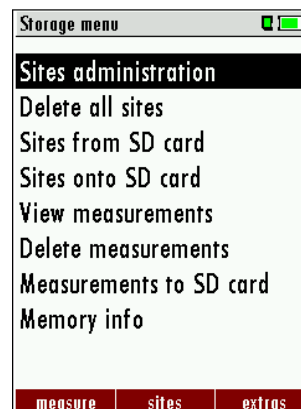 Storage menu
Sites administration
Delete all sites
Sites from SD card
Sites onto SD card
View measurements
Delete measurements
Measurements to SD card
Memory info
measure sites extras